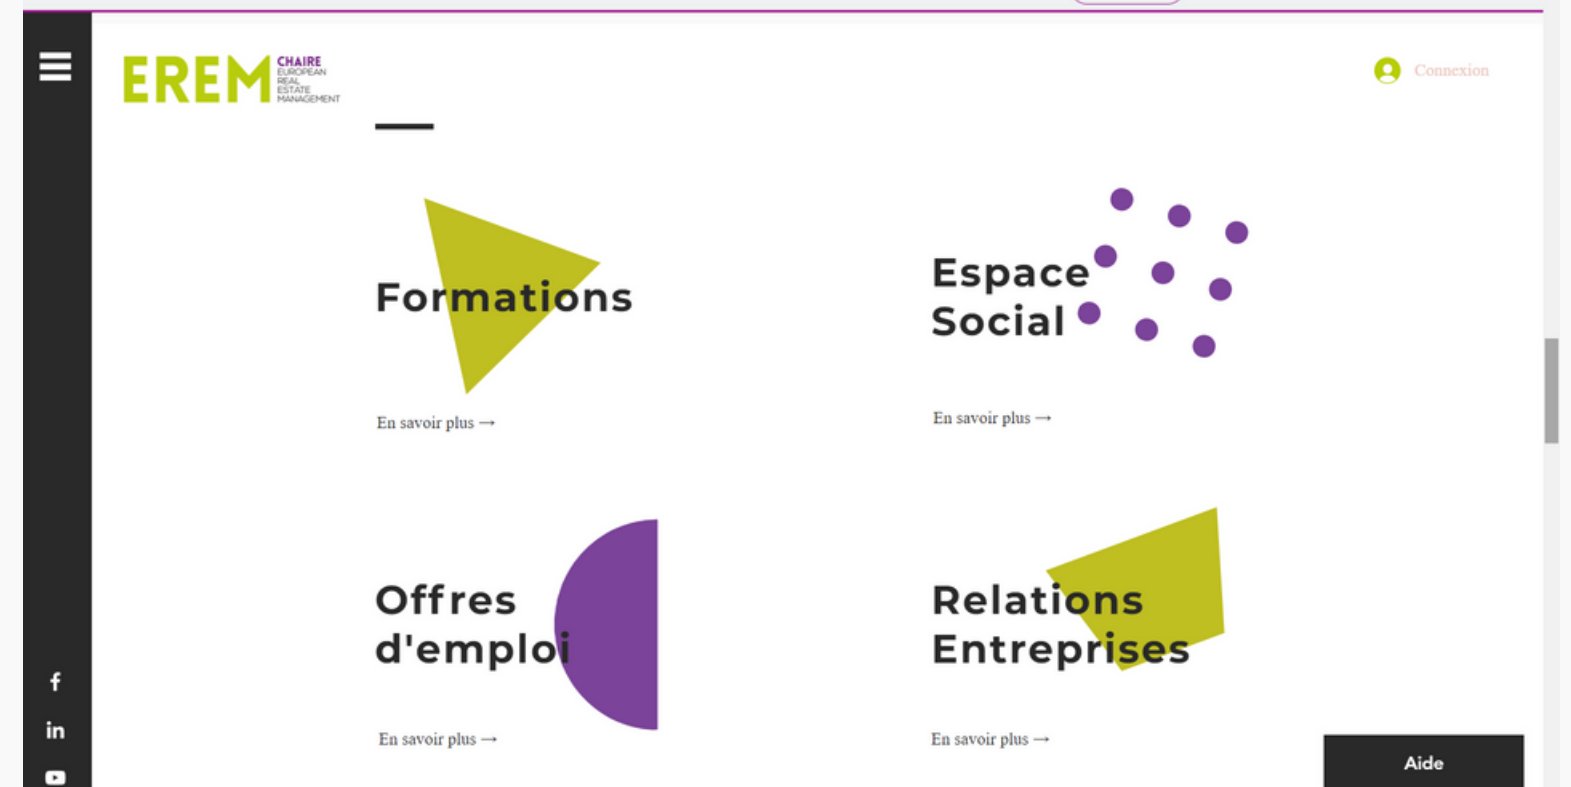 EREM
CHAIRE
EUROPEAN
REAL
ESTATE
MANAGEMENT
Connexion
Formations
En savoir plus →
Espace
Social
En savoir plus →
Offres
d'emploi
En savoir plus →
Relations
Entreprises
En savoir plus →
f
in
Aide